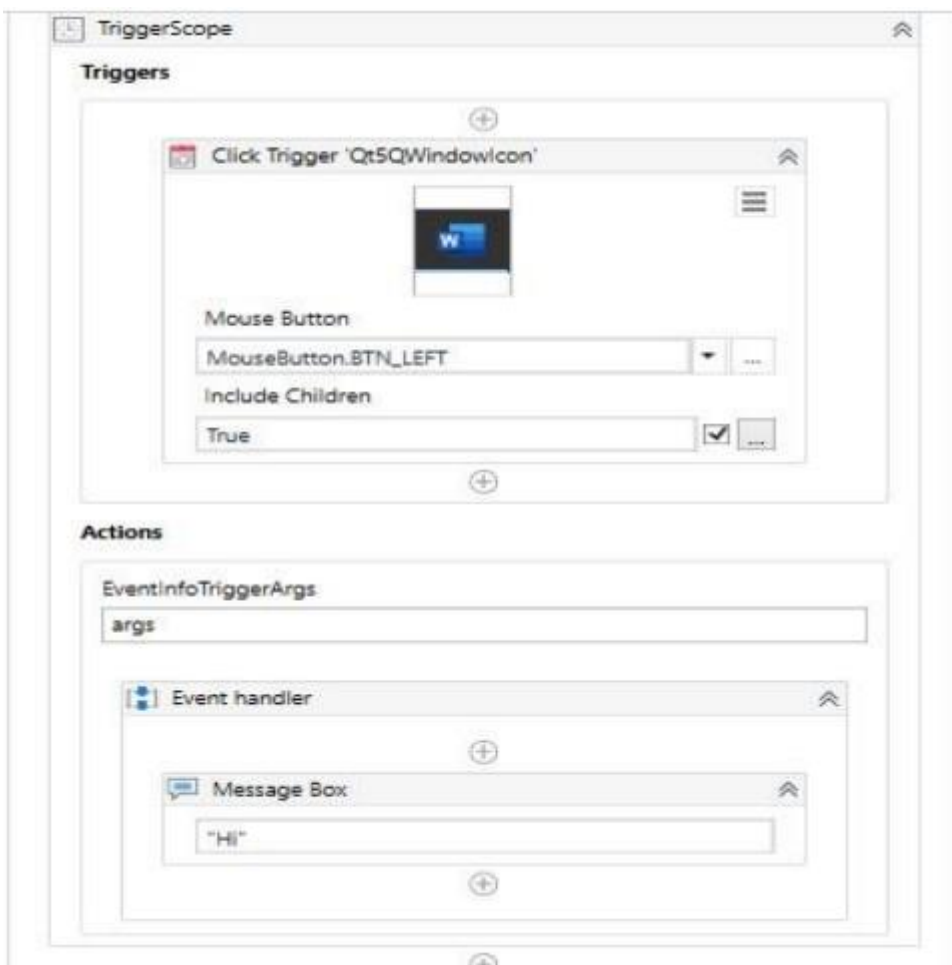 TriggerScope
Triggers
Click Trigger 'Qt5QWindowIcon'
W
Mouse Button
MouseButton.BTN_LEFT
...
Include Children
True
...
Actions
EventInfoTriggerArgs
args
Event handler
Message Box
"Hi"